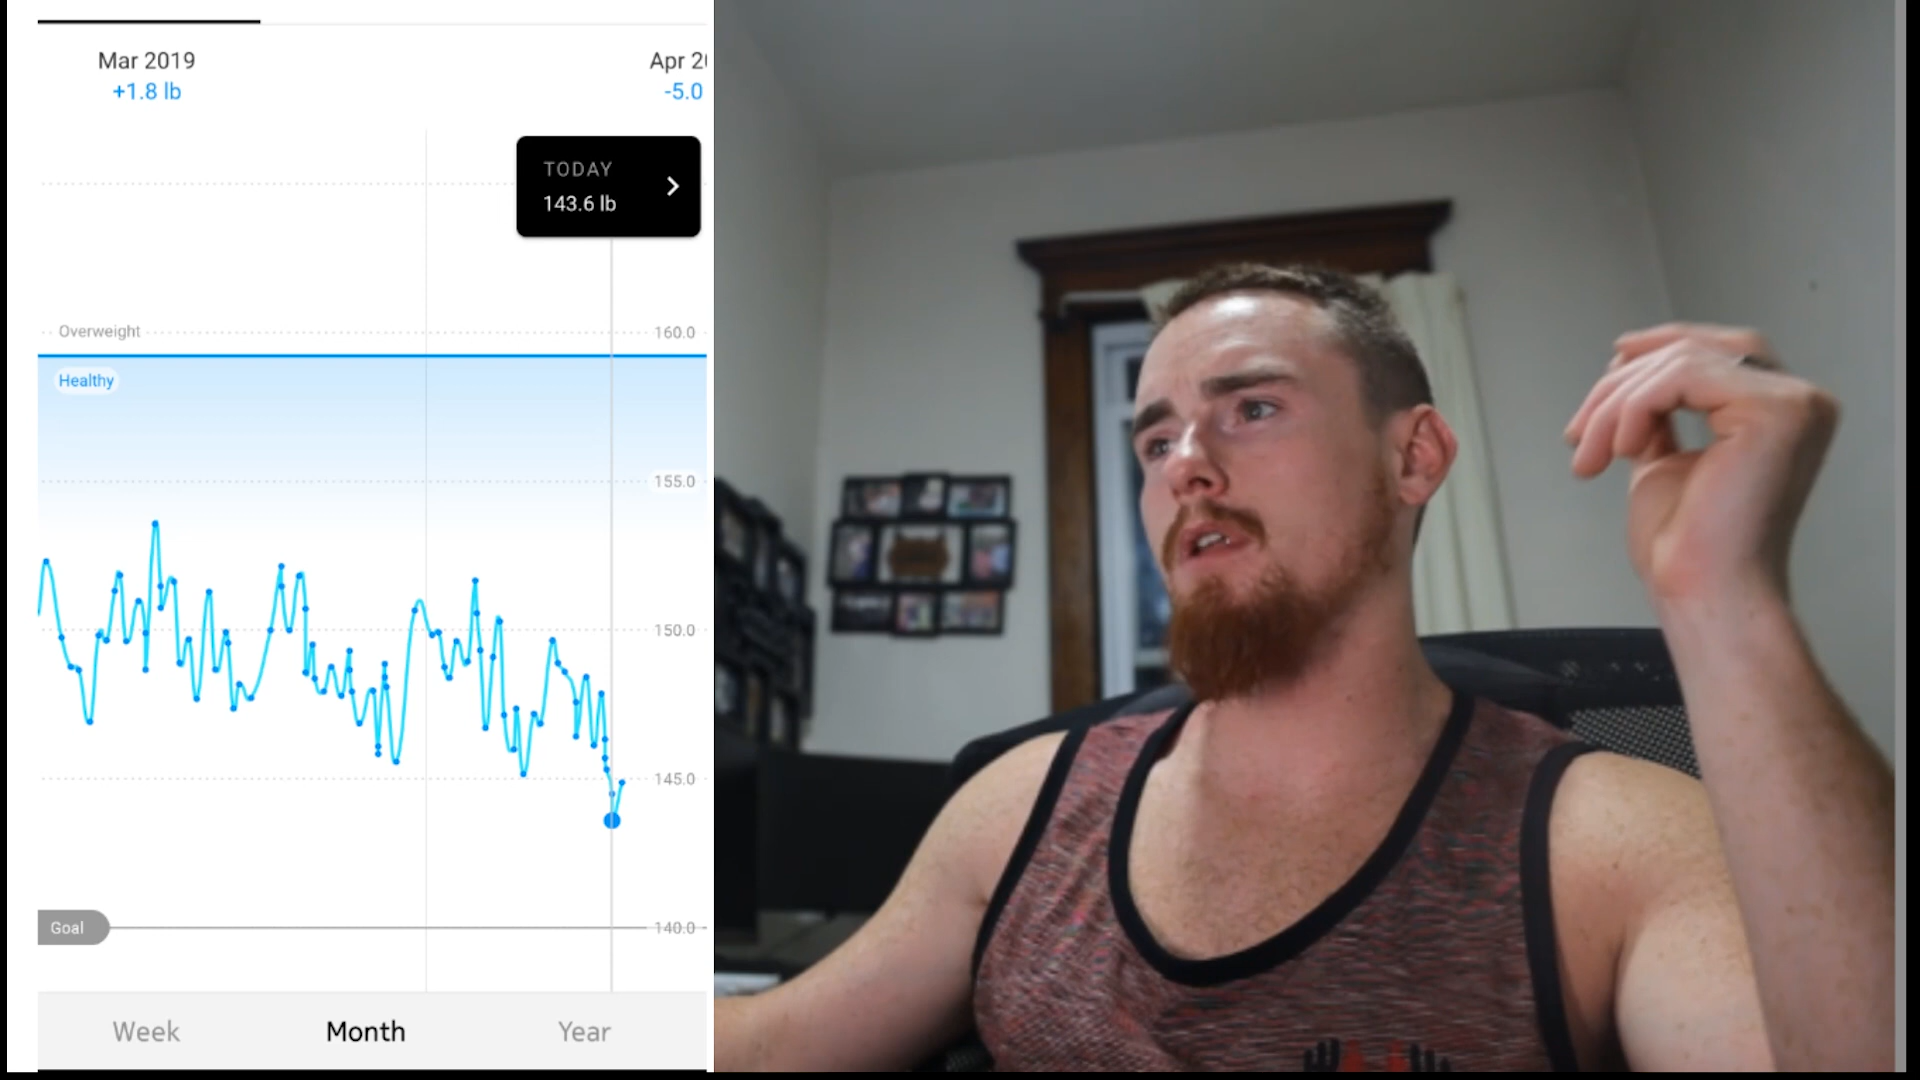 Mar 2019
+1.8 lb
Apr 20
-5.0
TODAY
143.6 lb
Overweight
160.0
Healthy
155.0
150.0
145.0
Goal
140.0
Week
Month
Year